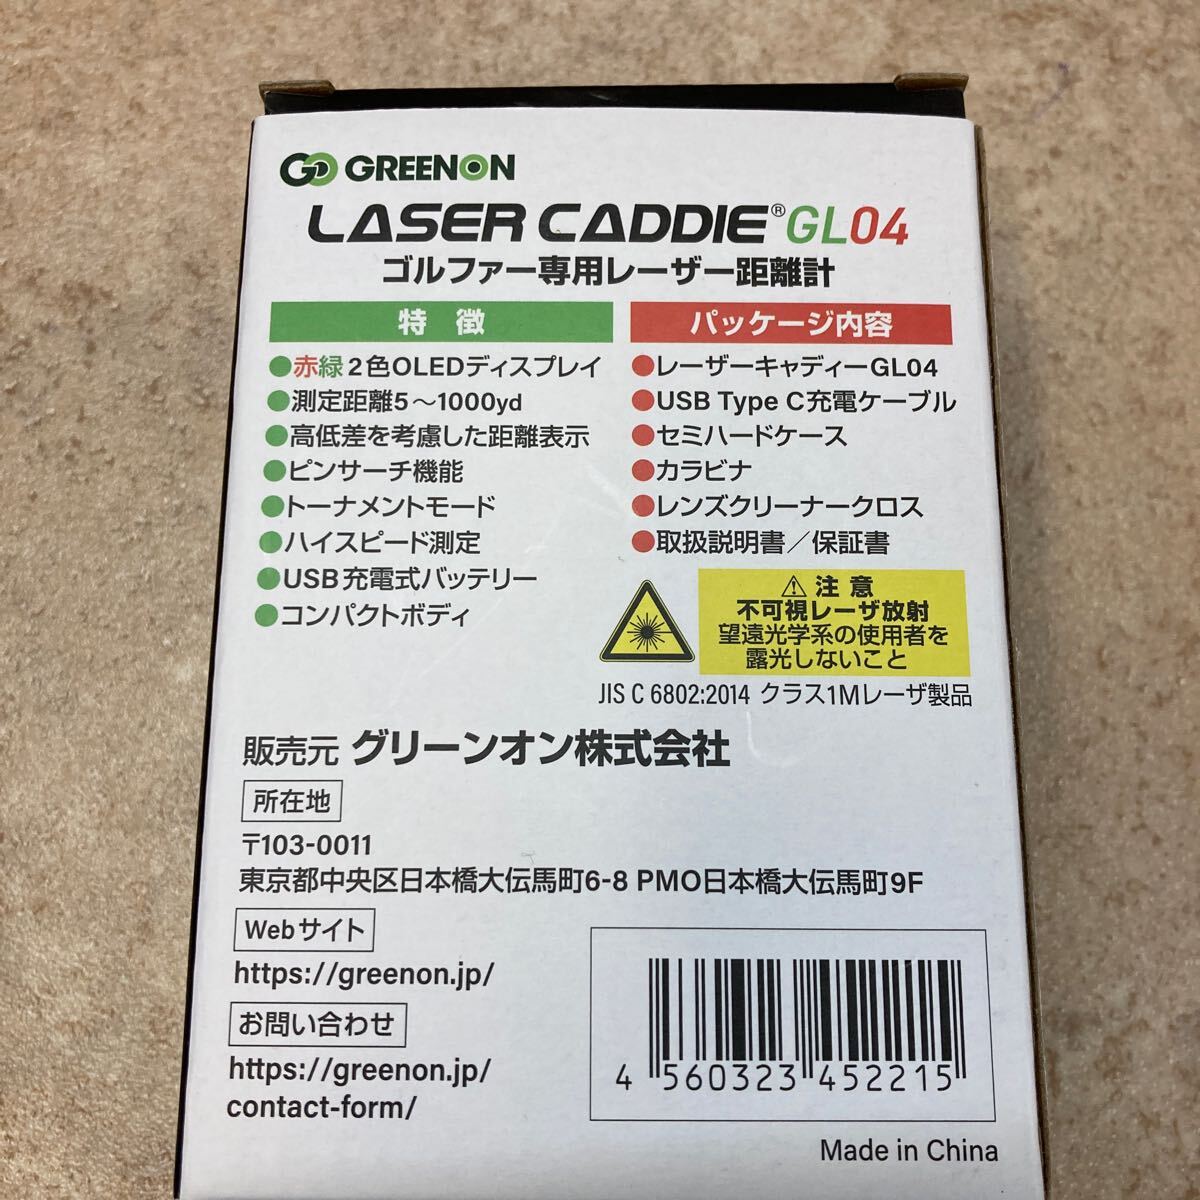 GO GREENON
LASER CADDIE® GL04
ゴルファー専用レーザー距離計
特徴
●赤緑2色OLEDディスプレイ
●測定距離5～1000yd
●高低差を考慮した距離表示
●ピンサーチ機能
●トーナメントモード
●ハイスピード測定
●USB充電式バッテリー
●コンパクトボディ
パッケージ内容
●レーザーキャディーGL04
●USB Type C充電ケーブル
●セミハードケース
●カラビナ
●レンズクリーナークロス
●取扱説明書／保証書
⚠注意
不可視レーザ放射
望遠光学系の使用者を
露光しないこと
JIS C 6802:2014 クラス1Mレーザ製品
販売元 グリーンオン株式会社
所在地
〒103-0011
東京都中央区日本橋大伝馬町6-8 PMO日本橋大伝馬町9F
Webサイト
https://greenon.jp/
お問い合わせ
https://greenon.jp/
contact-form/
4 560323 452215
Made in China